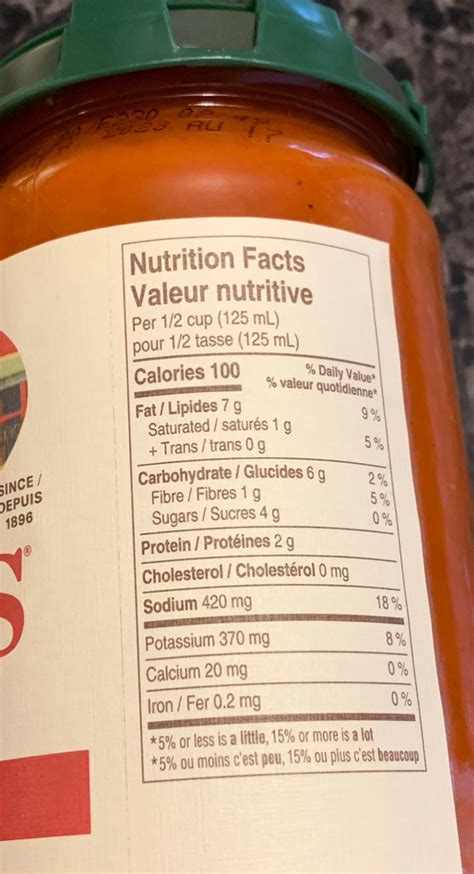 2023 AU 17
SINCE /
DEPUIS
1896
S®
Nutrition Facts
Valeur nutritive
Per 1/2 cup (125 mL)
pour 1/2 tasse (125 mL)
Calories 100
% Daily Value*
% valeur quotidienne*
Fat / Lipides 7 g 9 %
Saturated / saturés 1 g
+ Trans / trans 0 g 5 %
Carbohydrate / Glucides 6 g 2 %
Fibre / Fibres 1 g 5 %
Sugars / Sucres 4 g 0 %
Protein / Protéines 2 g
Cholesterol / Cholestérol 0 mg
Sodium 420 mg 18 %
Potassium 370 mg 8 %
Calcium 20 mg 0 %
Iron / Fer 0.2 mg 0 %
*5% or less is a little, 15% or more is a lot
*5% ou moins c'est peu, 15% ou plus c'est beaucoup